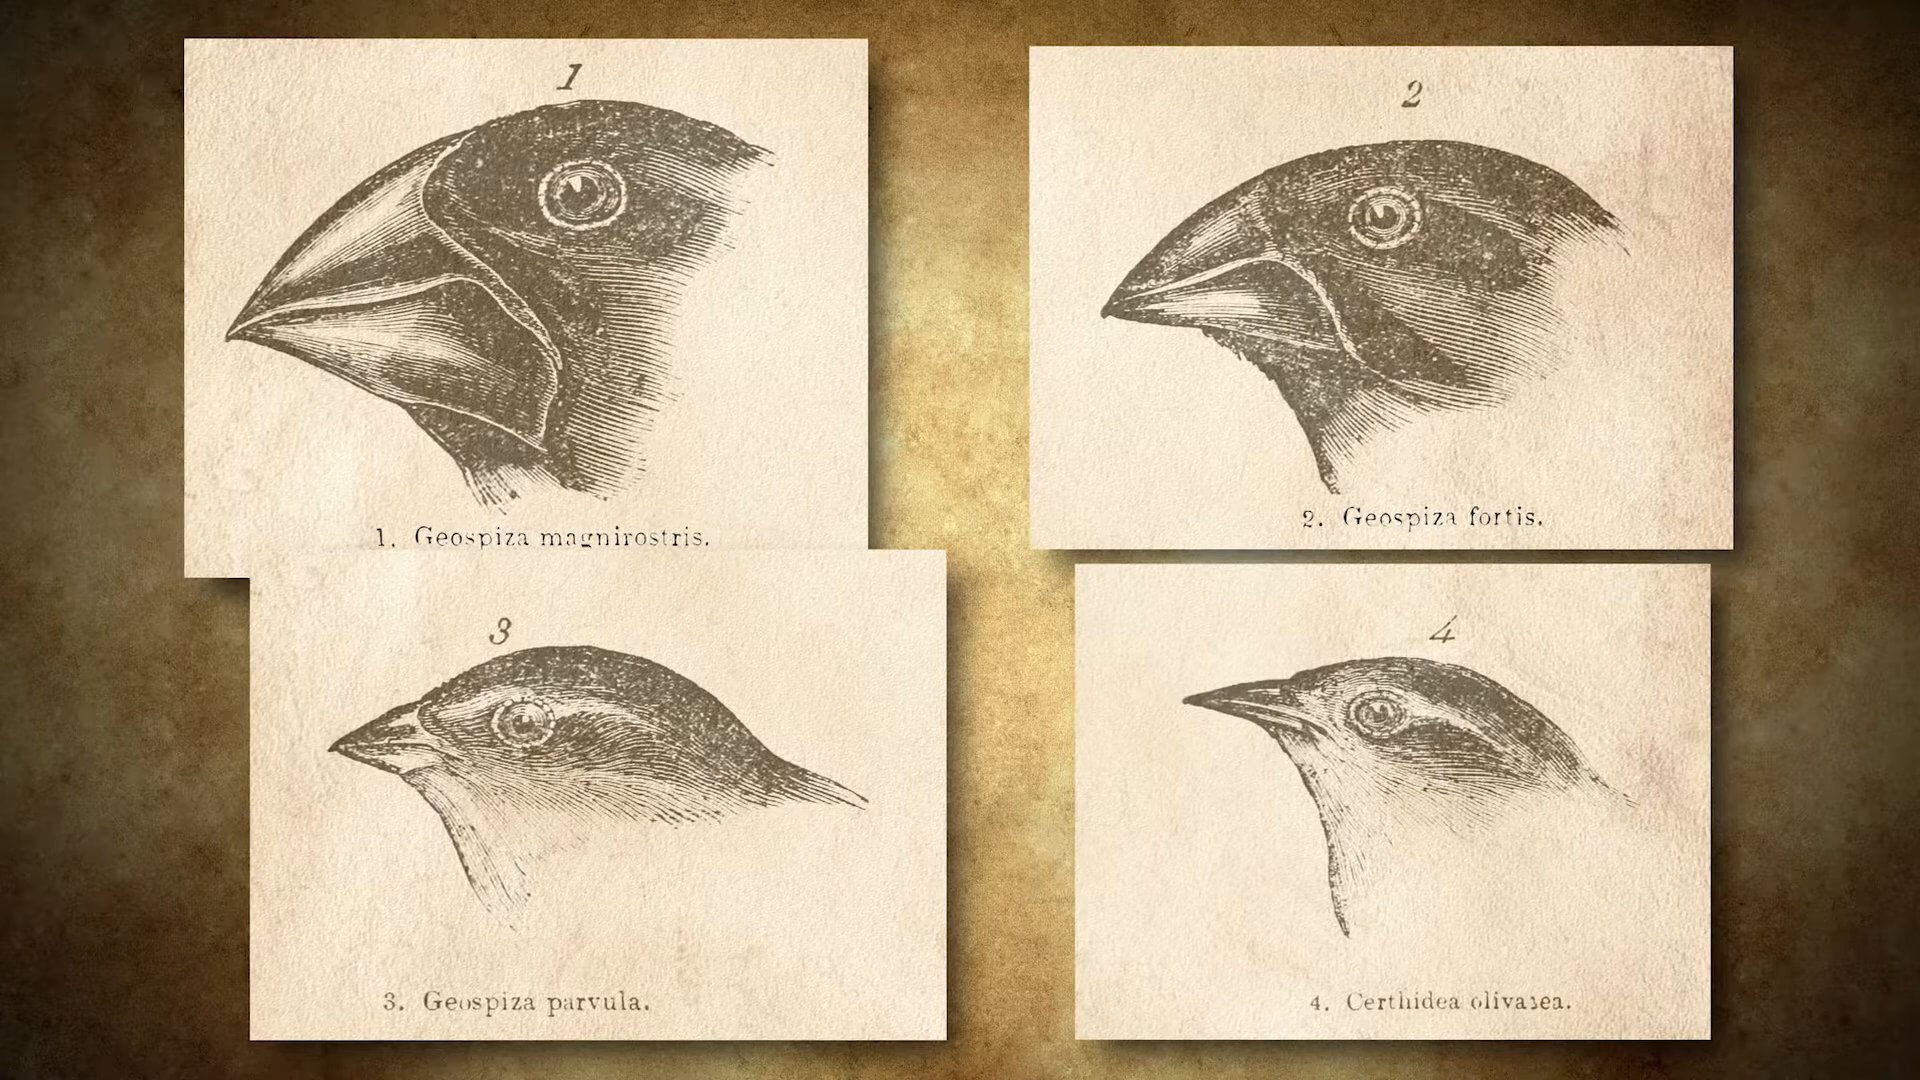 1
1. Geospiza magnirostris.
2
2. Geospiza fortis.
3
3. Geospiza parvula.
4
4. Certhidea olivasea.